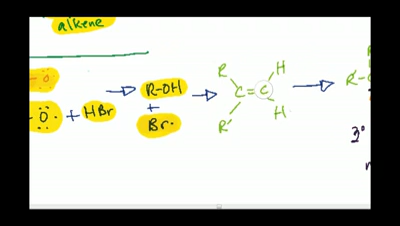 alkene
- O
R
H
R-OH
-O· + HBr
+
C = C
R'
Br·
R'
H
3°